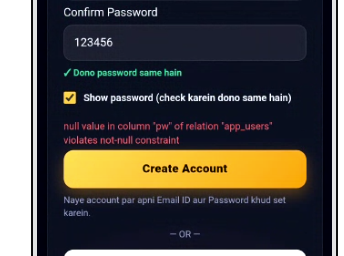 Confirm Password
123456
✓ Dono password same hain
Show password (check karein dono same hain)
null value in column "pw" of relation "app_users"
violates not-null constraint
Create Account
Naye account par apni Email ID aur Password khud set
karein.
— OR —